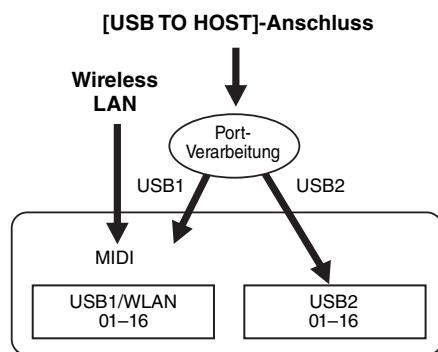 [USB TO HOST]-Anschluss
Wireless
LAN
Port-
Verarbeitung
USB1
USB2
MIDI
USB1/WLAN
01–16
USB2
01–16